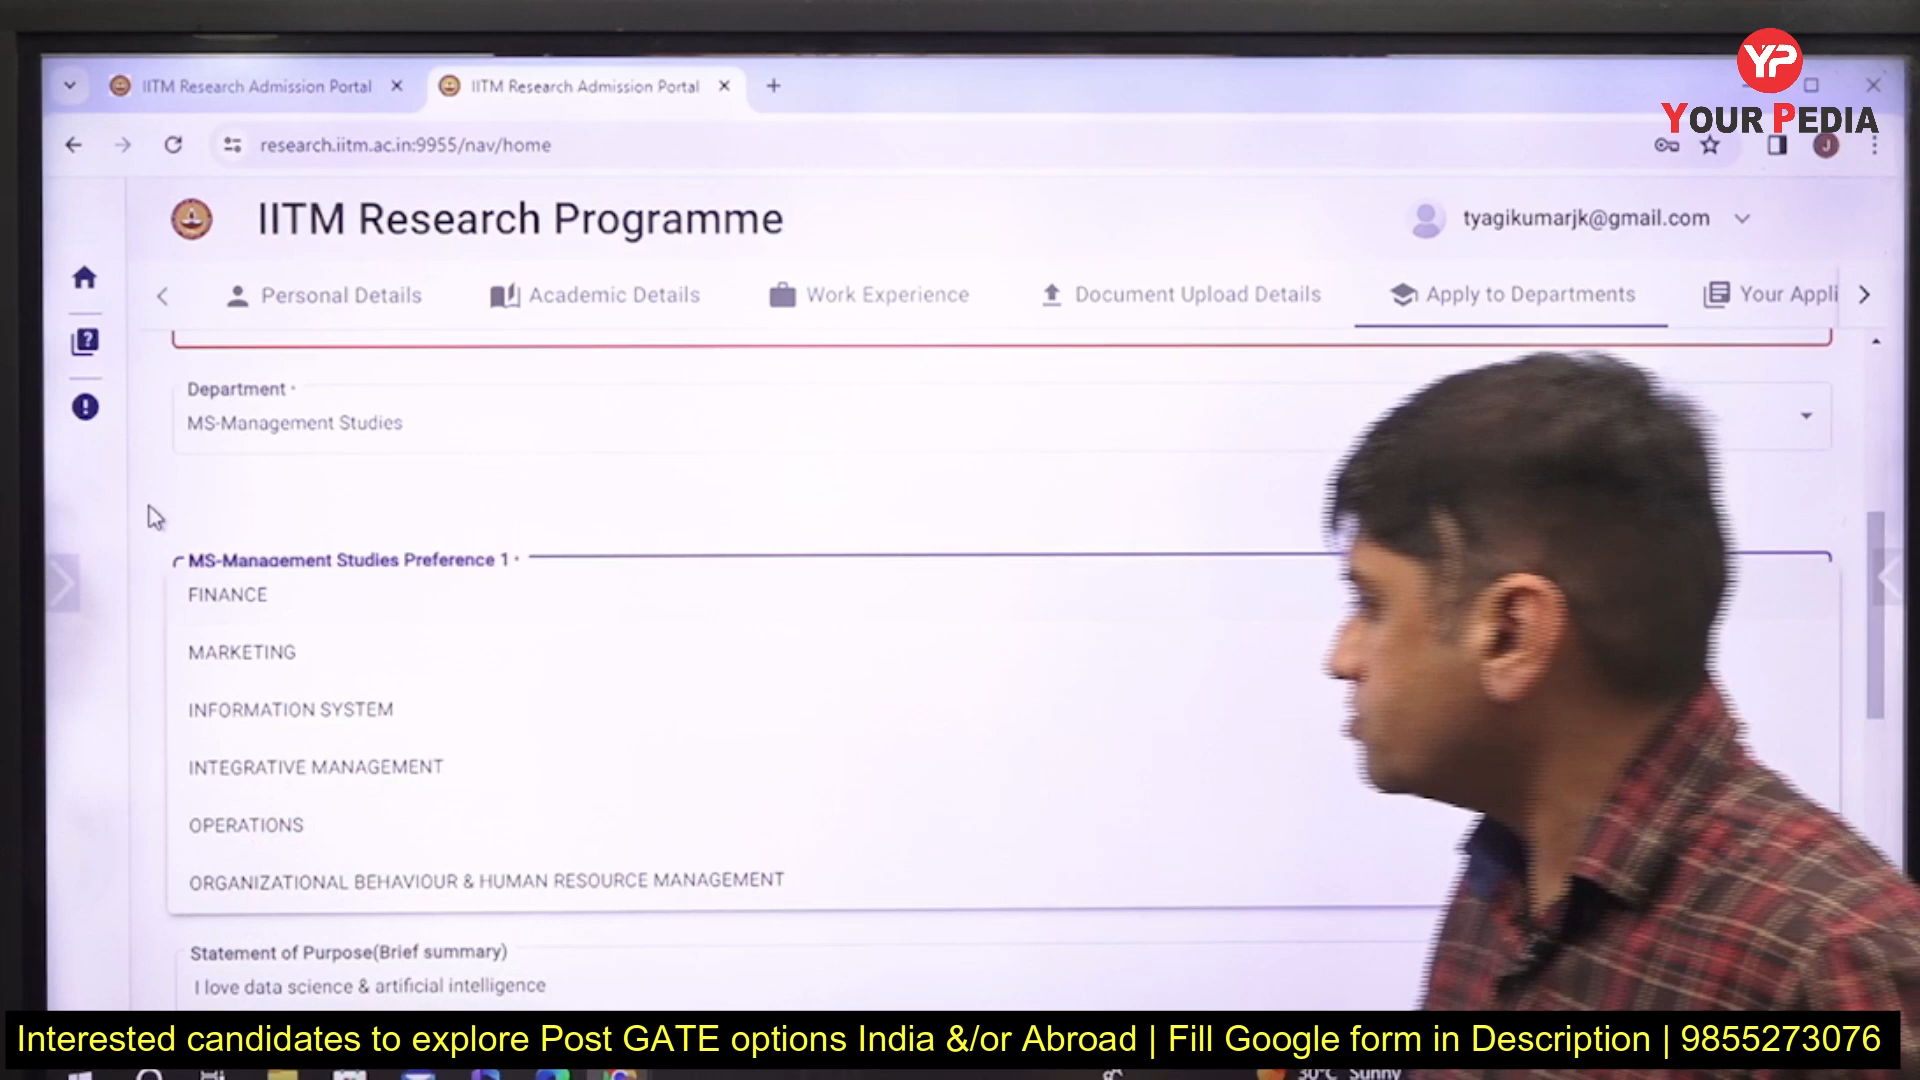 YP
YOUR PEDIA
IITM Research Admission Portal
IITM Research Admission Portal
research.iitm.ac.in:9955/nav/home
J
IITM Research Programme
tyagikumarjk@gmail.com
Personal Details
Academic Details
Work Experience
Document Upload Details
Apply to Departments
Your Appli
Department *
MS-Management Studies
MS-Management Studies Preference 1 *
FINANCE
MARKETING
INFORMATION SYSTEM
INTEGRATIVE MANAGEMENT
OPERATIONS
ORGANIZATIONAL BEHAVIOUR & HUMAN RESOURCE MANAGEMENT
Statement of Purpose(Brief summary)
I love data science & artificial intelligence
Interested candidates to explore Post GATE options India &/or Abroad | Fill Google form in Description | 9855273076
30°C Sunny